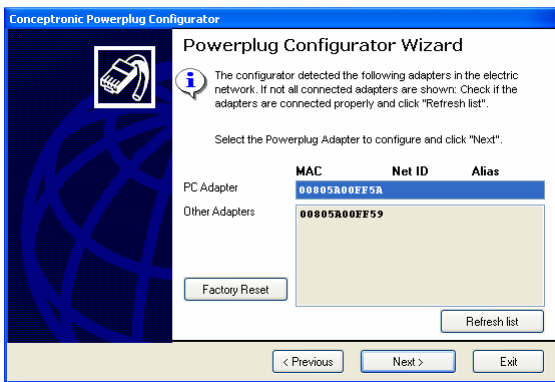 Conceptronic Powerplug Configurator
Powerplug Configurator Wizard
The configurator detected the following adapters in the electric
network. If not all connected adapters are shown: Check if the
adapters are connected properly and click "Refresh list".
Select the Powerplug Adapter to configure and click "Next".
MAC Net ID Alias
PC Adapter 00805A00FF5A
Other Adapters 00805A00FF59
Factory Reset
Refresh list
< Previous Next > Exit